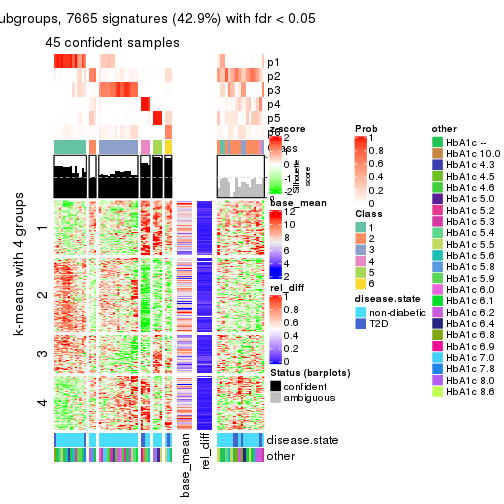 ubgroups, 7665 signatures (42.9%) with fdr < 0.05
45 confident samples
p1
p2
p3
p4
p5
Silhouette
score
1
2
3
4
k-means with 4 groups
disease.state
other
base_mean
rel_diff
z-score
2
1
0
-1
-2
base_mean
12
10
8
6
4
2
rel_diff
1
0.8
0.6
0.4
0.2
0
Status (barplots)
confident
ambiguous
Prob
1
0.8
0.6
0.4
0.2
0
Class
1
2
3
4
5
6
disease.state
non-diabetic
T2D
other
HbA1c --
HbA1c 10.0
HbA1c 4.3
HbA1c 4.5
HbA1c 4.6
HbA1c 5.0
HbA1c 5.2
HbA1c 5.3
HbA1c 5.4
HbA1c 5.5
HbA1c 5.6
HbA1c 5.8
HbA1c 5.9
HbA1c 6.0
HbA1c 6.1
HbA1c 6.2
HbA1c 6.4
HbA1c 6.8
HbA1c 6.9
HbA1c 7.0
HbA1c 7.8
HbA1c 8.0
HbA1c 8.6